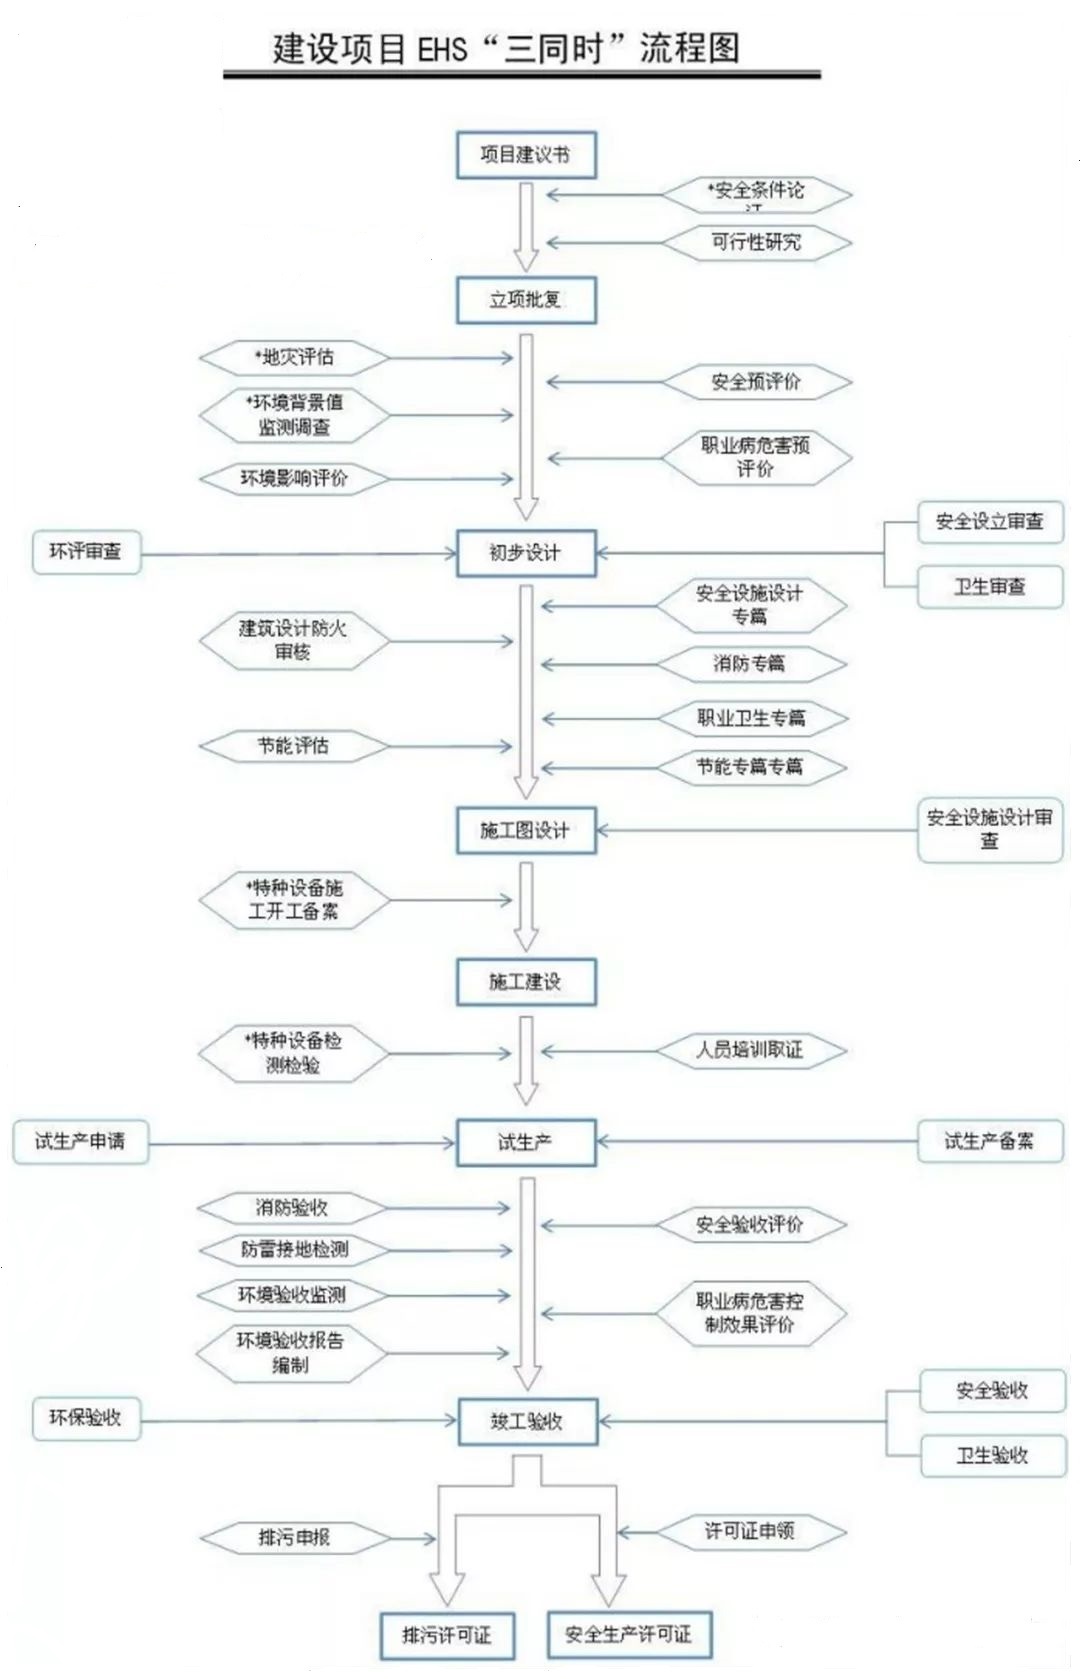 建设项目EHS“三同时”流程图
项目建议书
*安全条件论
可行性研究
立项批复
*地灾评估
安全预评价
*环境背景值
监测调查
职业病危害预
评价
环境影响评价
安全设立审查
环评审查
初步设计
卫生审查
安全设施设计
专篇
建筑设计防火
审核
消防专篇
职业卫生专篇
节能评估
节能专篇专篇
施工图设计
安全设施设计审
查
*特种设备施
工开工备案
施工建设
*特种设备检
测检验
人员培训取证
试生产申请
试生产
试生产备案
消防验收
安全验收评价
防雷接地检测
环境验收监测
职业病危害控
制效果评价
环境验收报告
编制
安全验收
环保验收
竣工验收
卫生验收
排污申报
许可证申领
排污许可证
安全生产许可证